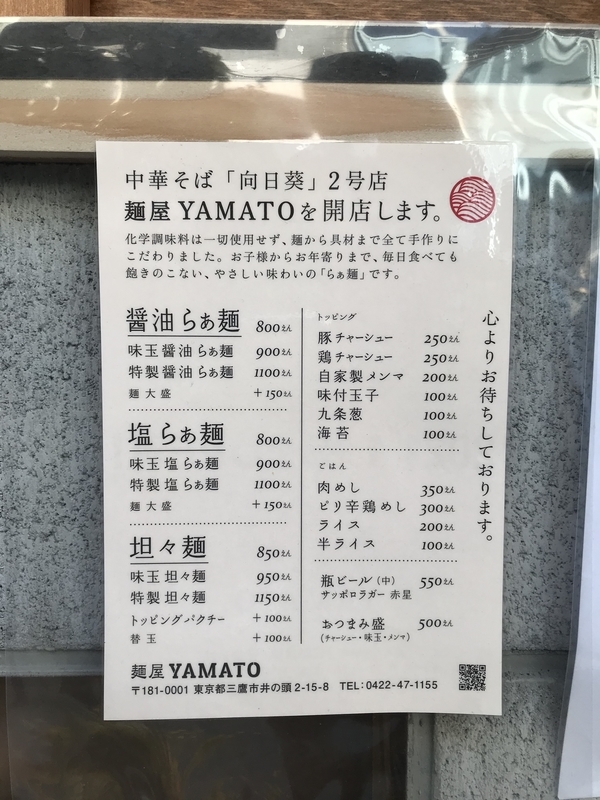 中華そば「向日葵」2号店
麺屋 YAMATOを開店します。
化学調味料は一切使用せず、麺から具材まで全て手作りに
こだわりました。お子様からお年寄りまで、毎日食べても
飽きのこない、やさしい味わいの「らぁ麺」です。
醤油らぁ麺 800えん
味玉醤油らぁ麺 900えん
特製醤油らぁ麺 1100えん
麺大盛 +150えん
塩らぁ麺 800えん
味玉塩らぁ麺 900えん
特製塩らぁ麺 1100えん
麺大盛 +150えん
坦々麺 850えん
味玉坦々麺 950えん
特製坦々麺 1150えん
トッピングパクチー +100えん
替玉 +100えん
トッピング
豚チャーシュー 250えん
鶏チャーシュー 250えん
自家製メンマ 200えん
味付玉子 100えん
九条葱 100えん
海苔 100えん
ごはん
肉めし 350えん
ピリ辛鶏めし 300えん
ライス 200えん
半ライス 100えん
瓶ビール(中) 550えん
サッポロラガー 赤星
おつまみ盛 500えん
(チャーシュー・味玉・メンマ)
心よりお待ちしております。
麺屋 YAMATO
〒181-0001 東京都三鷹市井の頭2-15-8 TEL:0422-47-1155